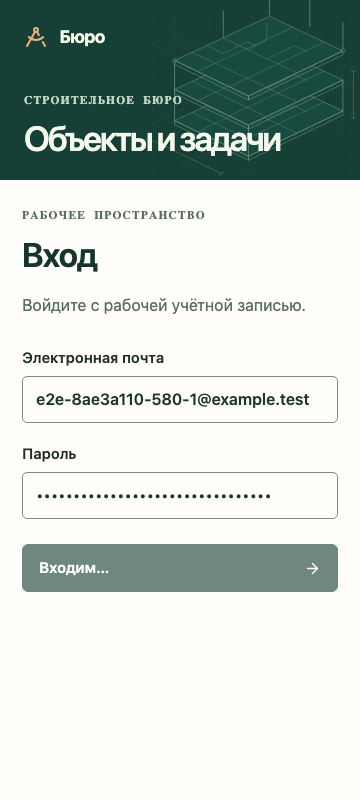 Бюро
СТРОИТЕЛЬНОЕ БЮРО
Объекты и задачи
РАБОЧЕЕ ПРОСТРАНСТВО
Вход
Войдите с рабочей учётной записью.
Электронная почта
e2e-8ae3a110-580-1@example.test
Пароль
••••••••••••••••••••••••••••••••
Входим...